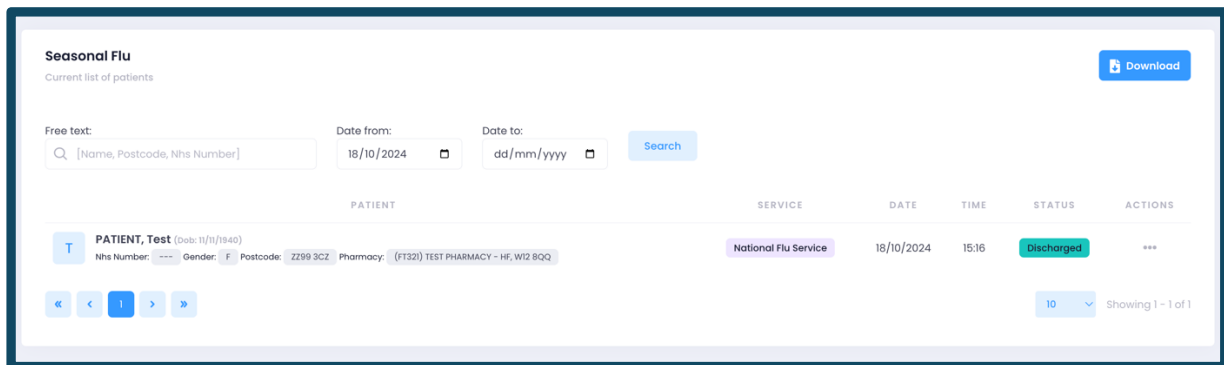 Seasonal Flu
Current list of patients
Download
Free text:
Date from:
Date to:
[Name, Postcode, Nhs Number]
18/10/2024
dd/mm/yyyy
Search
PATIENT SERVICE DATE TIME STATUS ACTIONS
T
PATIENT, Test (Dob: 11/11/1940)
Nhs Number: --- Gender: F Postcode: ZZ99 3CZ Pharmacy: (FT321) TEST PHARMACY - HF, W12 8QQ
National Flu Service
18/10/2024
15:16
Discharged
•••
« ‹ 1 › »
10
Showing 1 - 1 of 1